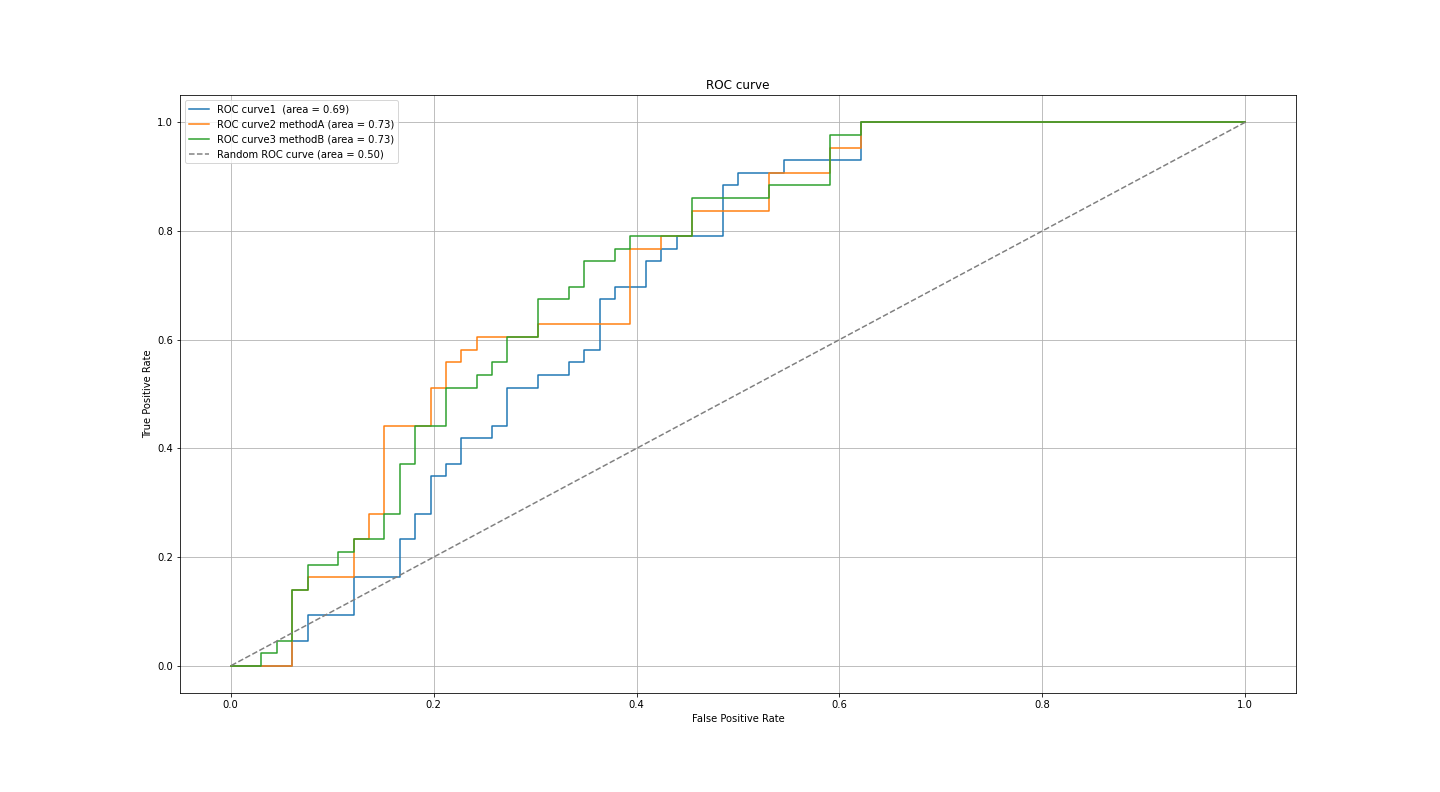 ROC curve
ROC curve1  (area = 0.69)
ROC curve2 methodA (area = 0.73)
ROC curve3 methodB (area = 0.73)
Random ROC curve (area = 0.50)
True Positive Rate
1.0
0.8
0.6
0.4
0.2
0.0
0.0 0.2 0.4 0.6 0.8 1.0
False Positive Rate